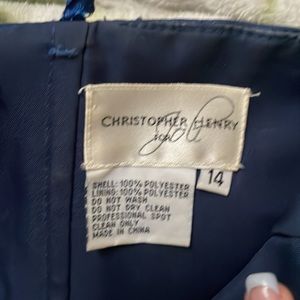 CHRISTOPHER HENRY
FOR
14
SHELL: 100% POLYESTER
LINING: 100% POLYESTER
DO NOT WASH
DO NOT DRY CLEAN
PROFESSIONAL SPOT
CLEAN ONLY
MADE IN CHINA